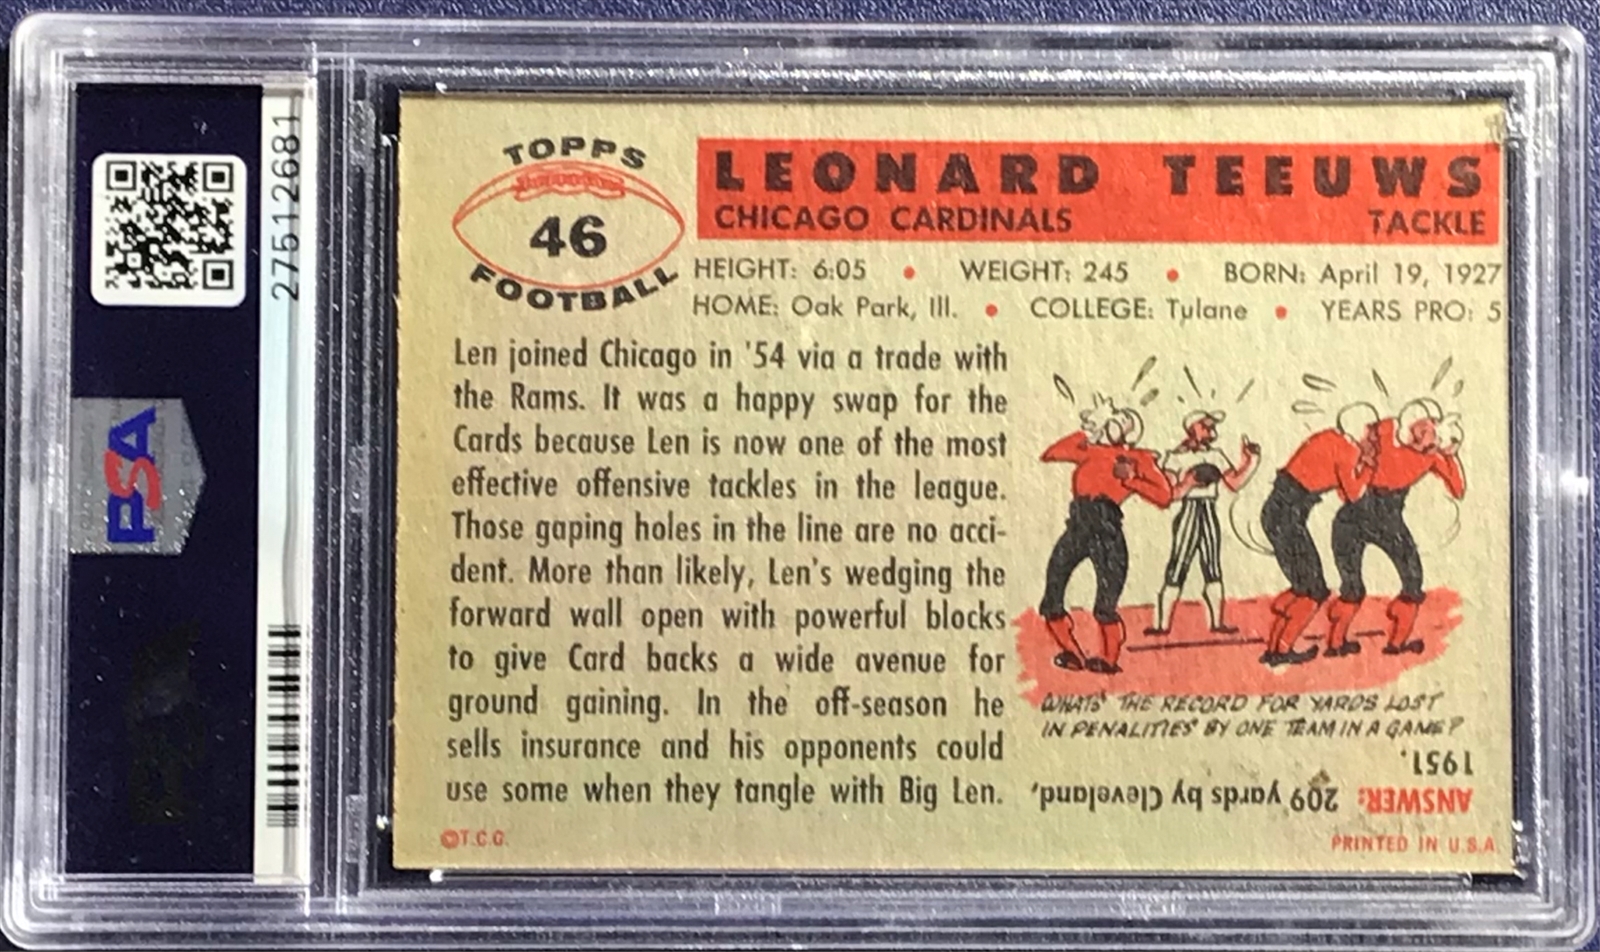 27512681
PSA
TOPPS
46
FOOTBALL
LEONARD TEEUWS
CHICAGO CARDINALS TACKLE
HEIGHT: 6:05 • WEIGHT: 245 • BORN: April 19, 1927
HOME: Oak Park, Ill. • COLLEGE: Tulane • YEARS PRO: 5
Len joined Chicago in '54 via a trade with
the Rams. It was a happy swap for the
Cards because Len is now one of the most
effective offensive tackles in the league.
Those gaping holes in the line are no acci-
dent. More than likely, Len's wedging the
forward wall open with powerful blocks
to give Card backs a wide avenue for
ground gaining. In the off-season he
sells insurance and his opponents could
use some when they tangle with Big Len.
WHATS' THE RECORD FOR YARDS LOST
IN PENALITIES BY ONE TEAM IN A GAME?
ANSWER: 209 yards by Cleveland,
1951.
©T.C.G.
PRINTED IN U.S.A.